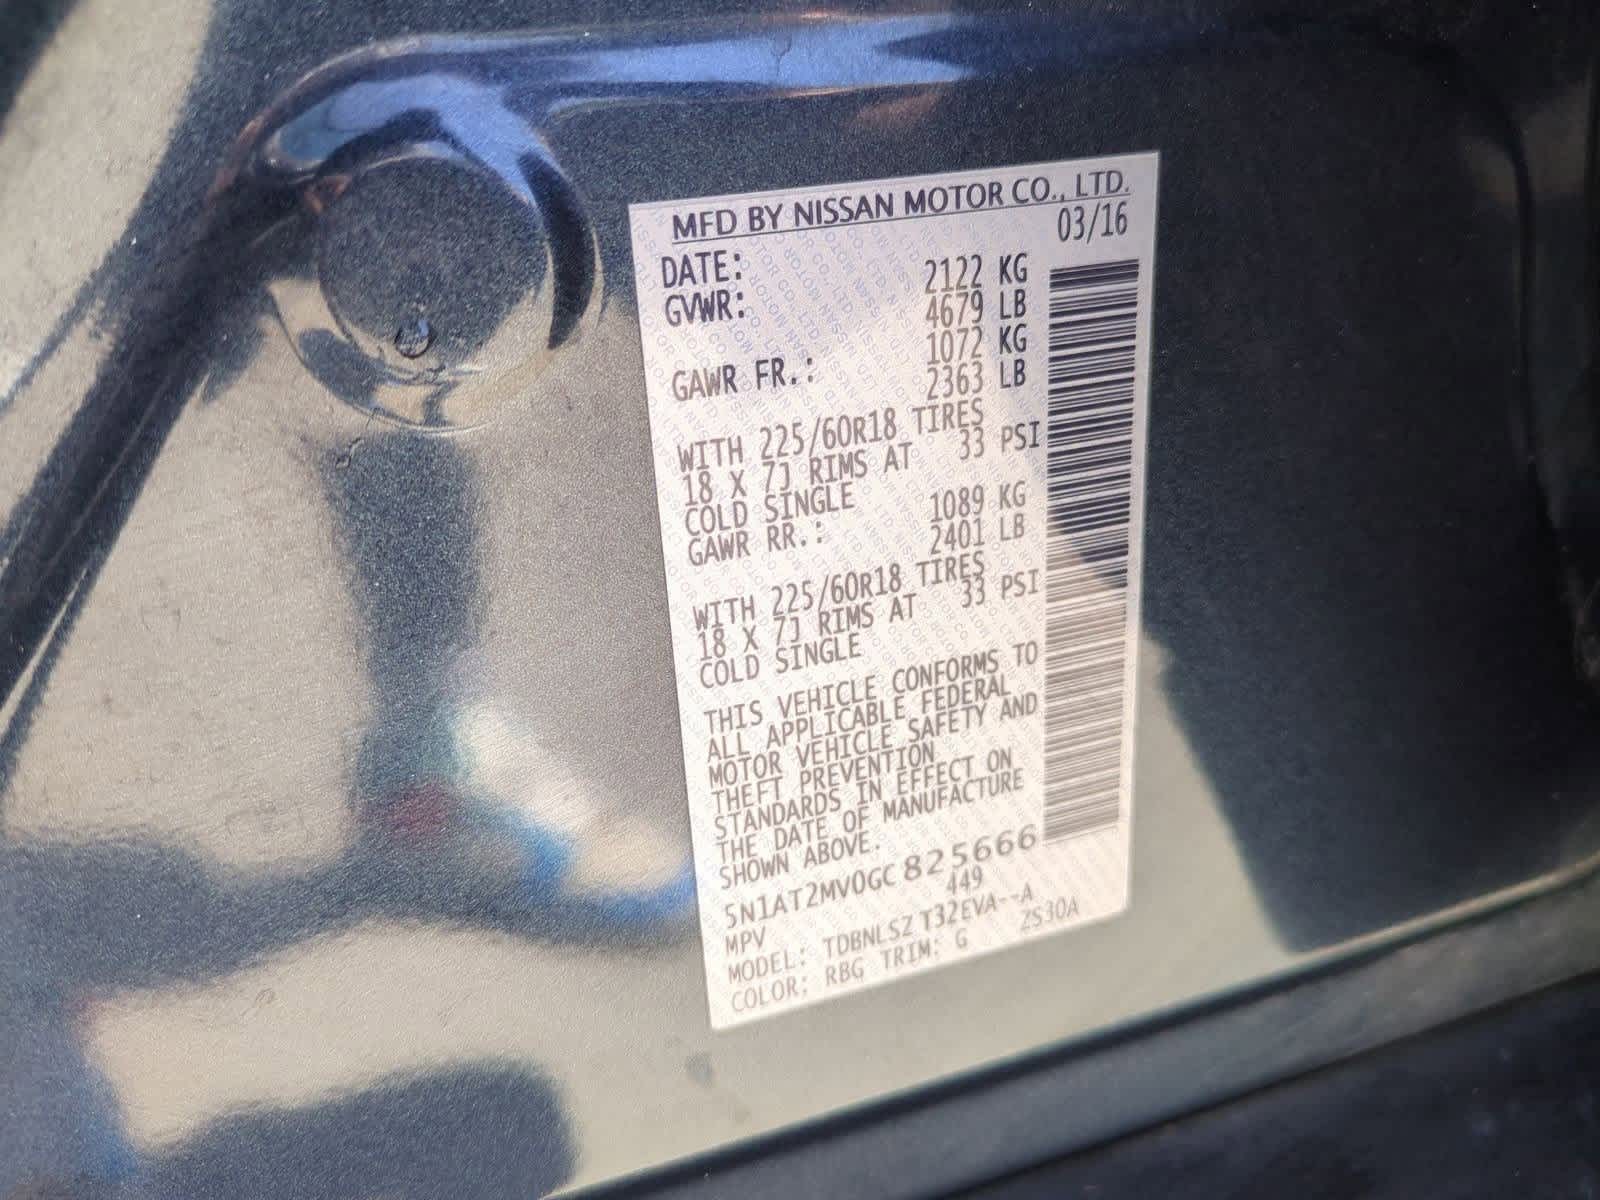 MFD BY NISSAN MOTOR CO., LTD.
DATE: 03/16
GVWR: 2122 KG
4679 LB
GAWR FR.: 1072 KG
2363 LB
WITH 225/60R18 TIRES
18 X 7J RIMS AT 33 PSI
COLD SINGLE
GAWR RR.: 1089 KG
2401 LB
WITH 225/60R18 TIRES
18 X 7J RIMS AT 33 PSI
COLD SINGLE
THIS VEHICLE CONFORMS TO
ALL APPLICABLE FEDERAL
MOTOR VEHICLE SAFETY AND
THEFT PREVENTION
STANDARDS IN EFFECT ON
THE DATE OF MANUFACTURE
SHOWN ABOVE.
5N1AT2MV0GC825666
MPV 449
MODEL: TDBNLSZ T32EVA--A
COLOR: RBG TRIM: G ZS30A